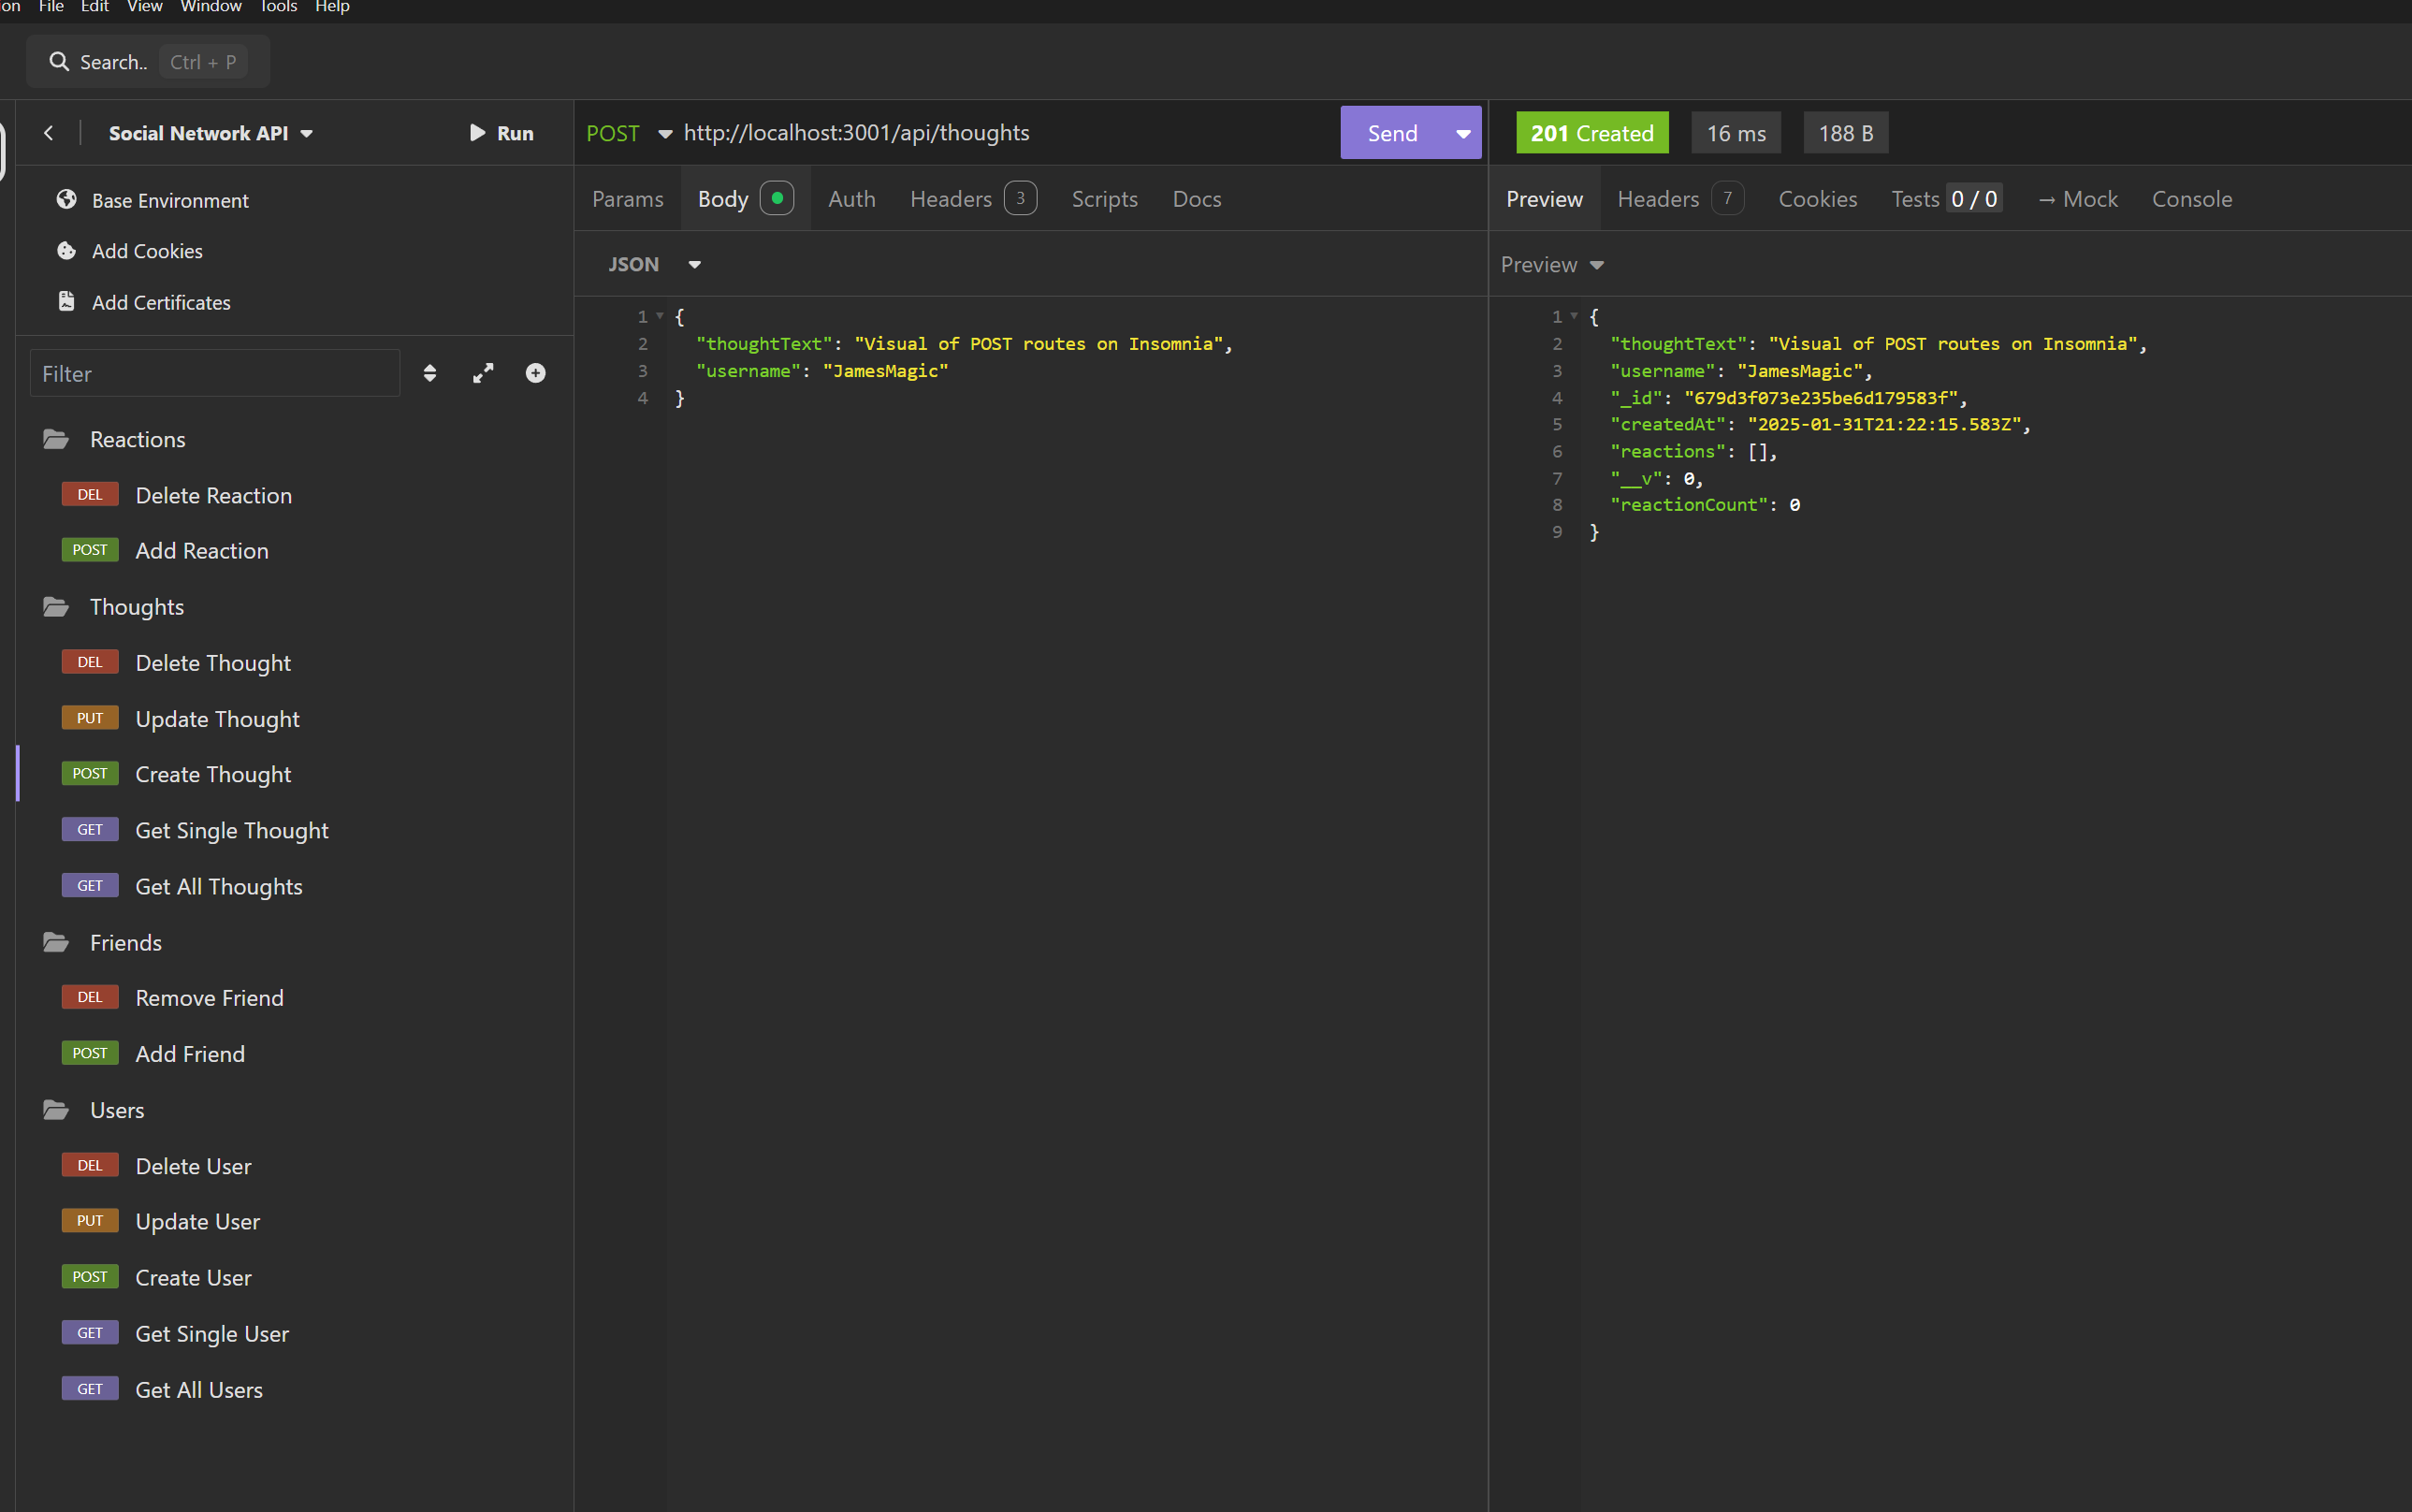 on File Edit View Window Tools Help
Search.. Ctrl + P
Social Network API Run
Base Environment
Add Cookies
Add Certificates
Filter
Reactions
DEL Delete Reaction
POST Add Reaction
Thoughts
DEL Delete Thought
PUT Update Thought
POST Create Thought
GET Get Single Thought
GET Get All Thoughts
Friends
DEL Remove Friend
POST Add Friend
Users
DEL Delete User
PUT Update User
POST Create User
GET Get Single User
GET Get All Users
POST http://localhost:3001/api/thoughts Send
Params Body Auth Headers 3 Scripts Docs
JSON
1 {
2 "thoughtText": "Visual of POST routes on Insomnia",
3 "username": "JamesMagic"
4 }
201 Created 16 ms 188 B
Preview Headers 7 Cookies Tests 0 / 0 → Mock Console
Preview
1 {
2 "thoughtText": "Visual of POST routes on Insomnia",
3 "username": "JamesMagic",
4 "_id": "679d3f073e235be6d179583f",
5 "createdAt": "2025-01-31T21:22:15.583Z",
6 "reactions": [],
7 "__v": 0,
8 "reactionCount": 0
9 }